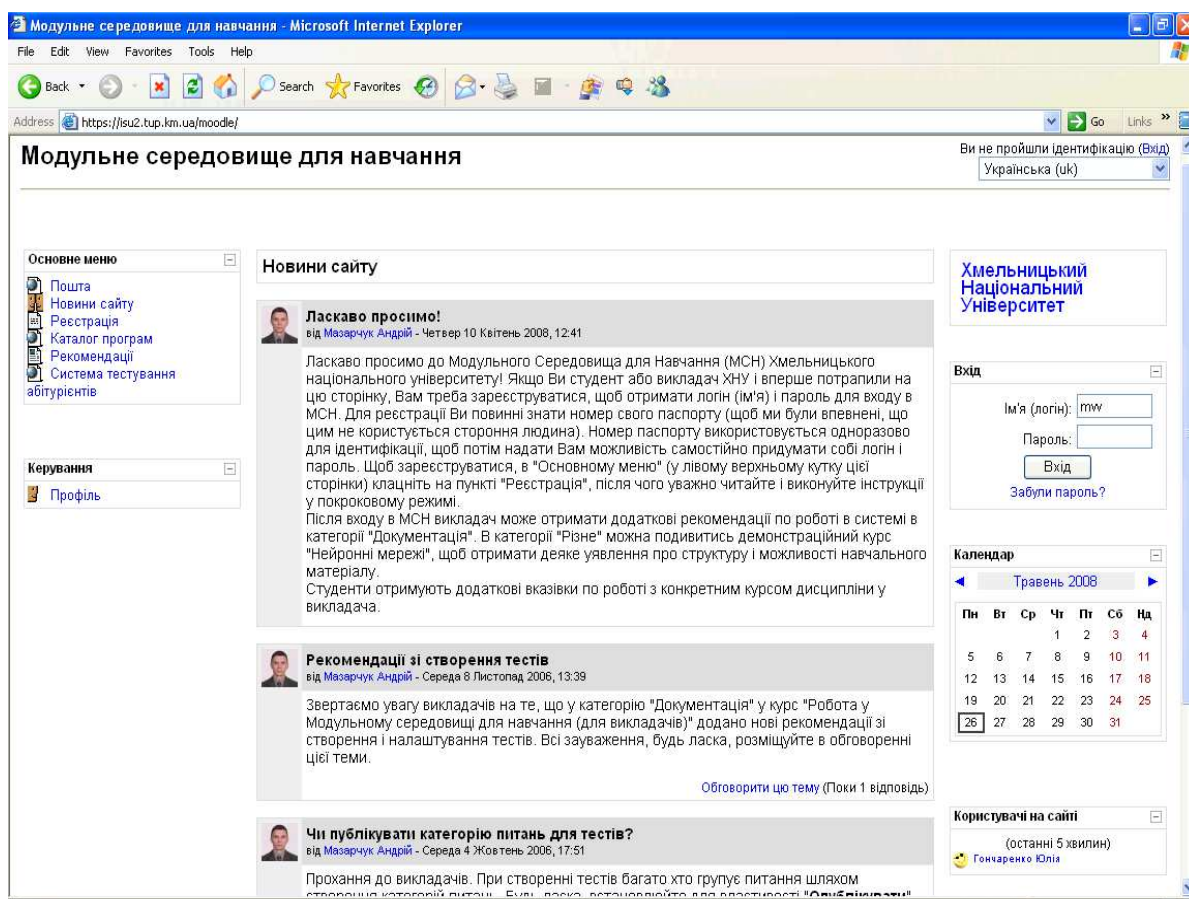 Модульне середовище для навчання - Microsoft Internet Explorer
File Edit View Favorites Tools Help
Back Search Favorites
Address https://isu2.tup.km.ua/moodle/ Go Links »
Модульне середовище для навчання
Ви не пройшли ідентифікацію (Вхід)
Українська (uk)
Основне меню
Пошта
Новини сайту
Реєстрація
Каталог програм
Рекомендації
Система тестування
абітурієнтів
Керування
Профіль
Новини сайту
Ласкаво просимо!
від Мазарчук Андрій - Четвер 10 Квітень 2008, 12:41
Ласкаво просимо до Модульного Середовища для Навчання (МСН) Хмельницького
національного університету! Якщо Ви студент або викладач ХНУ і вперше потрапили на
цю сторінку, Вам треба зареєструватися, щоб отримати логін (ім'я) і пароль для входу в
МСН. Для реєстрації Ви повинні знати номер свого паспорту (щоб ми були впевнені, що
цим не користується стороння людина). Номер паспорту використовується одноразово
для ідентифікації, щоб потім надати Вам можливість самостійно придумати собі логін і
пароль. Щоб зареєструватися, в "Основному меню" (у лівому верхньому кутку цієї
сторінки) клацніть на пункті "Реєстрація", після чого уважно читайте і виконуйте інструкції
у покроковому режимі.
Після входу в МСН викладач може отримати додаткові рекомендації по роботі в системі в
категорії "Документація". В категорії "Різне" можна подивитись демонстраційний курс
"Нейронні мережі", щоб отримати деяке уявлення про структуру і можливості навчального
матеріалу.
Студенти отримують додаткові вказівки по роботі з конкретним курсом дисципліни у
викладача.
Рекомендації зі створення тестів
від Мазарчук Андрій - Середа 8 Листопад 2006, 13:39
Звертаємо увагу викладачів на те, що у категорію "Документація" у курс "Робота у
Модульному середовищі для навчання (для викладачів)" додано нові рекомендації зі
створення і налаштування тестів. Всі зауваження, будь ласка, розміщуйте в обговоренні
цієї теми.
Обговорити цю тему (Поки 1 відповідь)
Чи публікувати категорію питань для тестів?
від Мазарчук Андрій - Середа 4 Жовтень 2006, 17:51
Прохання до викладачів. При створенні тестів багато хто групує питання шляхом
створення категорій питань. Будь ласка, встановлюйте для властивості "Опублікувати"
Хмельницький
Національний
Університет
Вхід
Ім'я (логін): mw
Пароль:
Вхід
Забули пароль?
Календар
◄ Травень 2008 ►
Пн Вт Ср Чт Пт Сб Нд
1 2 3 4
5 6 7 8 9 10 11
12 13 14 15 16 17 18
19 20 21 22 23 24 25
26 27 28 29 30 31
Користувачі на сайті
(останні 5 хвилин)
Гончаренко Юлія